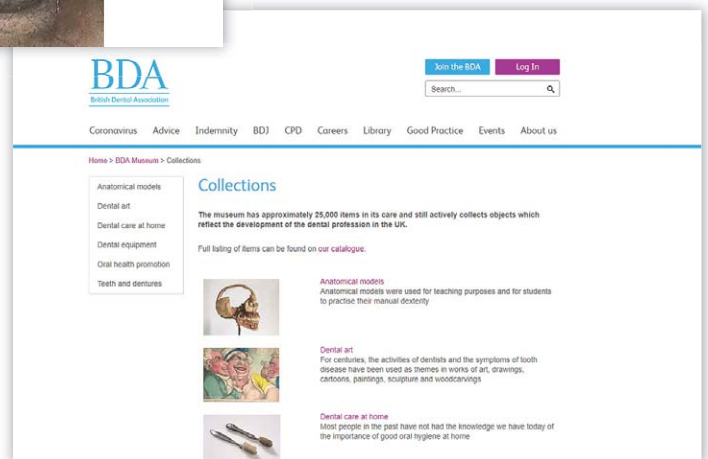 BDA
British Dental Association
Join the BDA Log In
Search...
Coronavirus Advice Indemnity BDJ CPD Careers Library Good Practice Events About us
Home > BDA Museum > Collections
Anatomical models
Dental art
Dental care at home
Dental equipment
Oral health promotion
Teeth and dentures
Collections
The museum has approximately 25,000 items in its care and still actively collects objects which
reflect the development of the dental profession in the UK.
Full listing of items can be found on our catalogue.
Anatomical models
Anatomical models were used for teaching purposes and for students
to practise their manual dexterity
Dental art
For centuries, the activities of dentists and the symptoms of tooth
disease have been used as themes in works of art, drawings,
cartoons, paintings, sculpture and woodcarvings
Dental care at home
Most people in the past have not had the knowledge we have today of
the importance of good oral hygiene at home